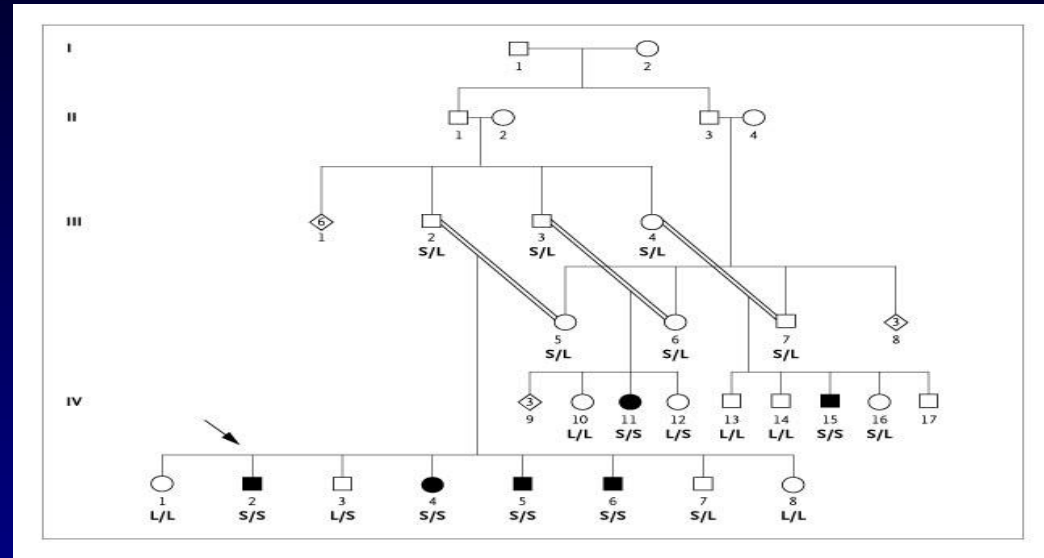 I
1 2
II
1 2 3 4
III
6
1 2 3 4
S/L S/L S/L
3
5 6 7 8
S/L S/L S/L
IV
3
9 10 11 12 13 14 15 16 17
L/L S/S L/S L/L L/L S/S S/L
1 2 3 4 5 6 7 8
L/L S/S L/S S/S S/S S/S S/L L/L